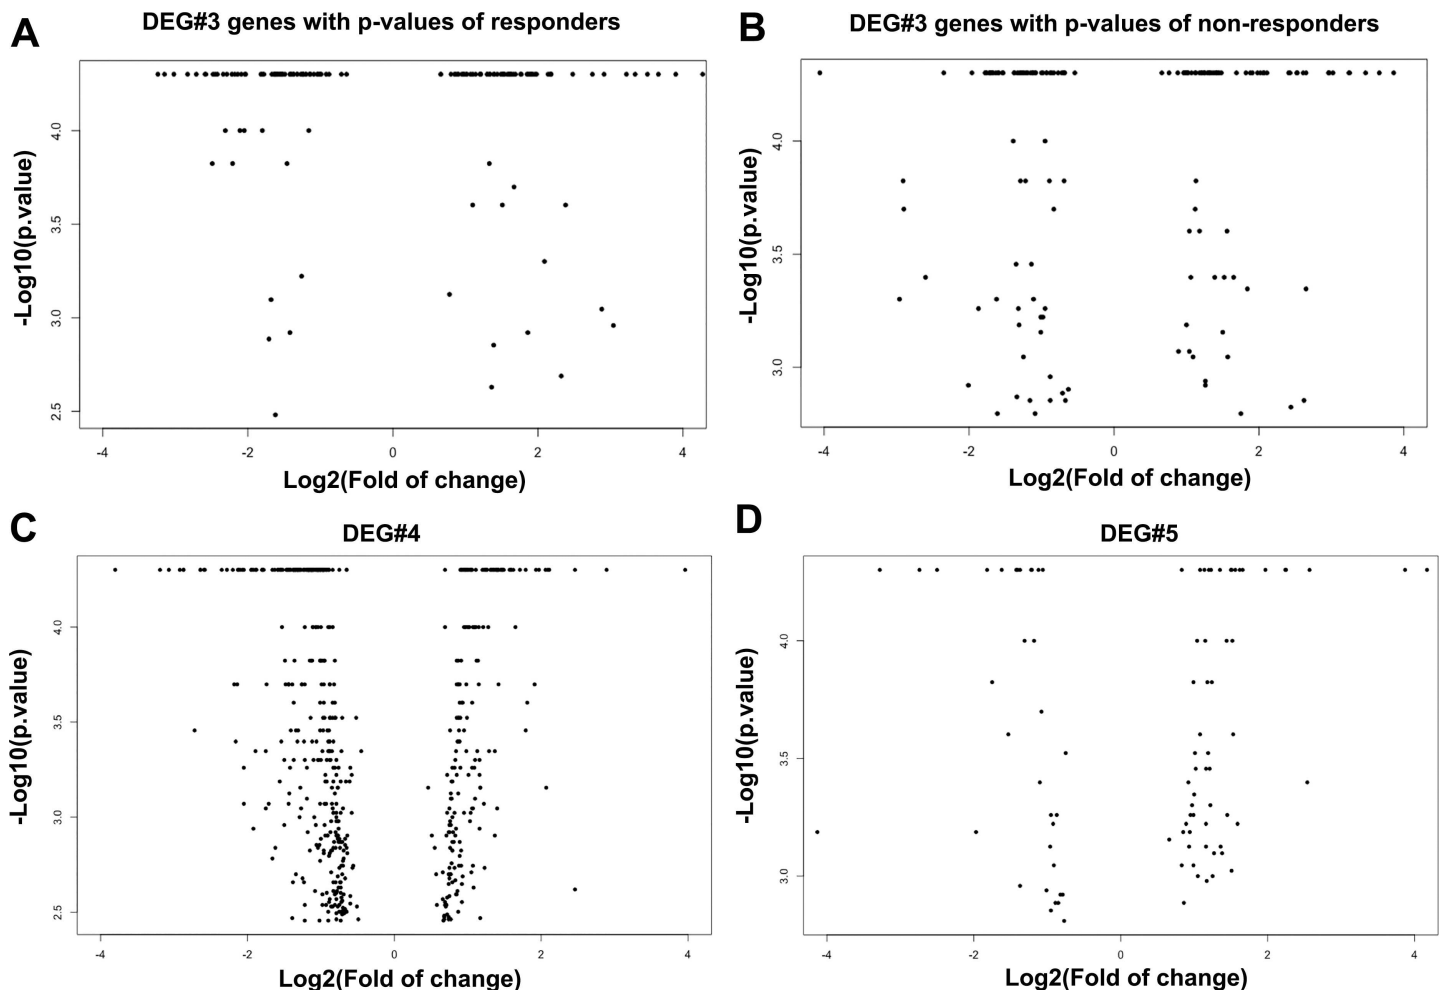 A
DEG#3 genes with p-values of responders
-Log10(p.value)
4.0
3.5
3.0
2.5
-4
-2
0
2
4
Log2(Fold of change)
B
DEG#3 genes with p-values of non-responders
-Log10(p.value)
4.0
3.5
3.0
-4
-2
0
2
4
Log2(Fold of change)
C
DEG#4
-Log10(p.value)
4.0
3.5
3.0
2.5
-4
-2
0
2
4
Log2(Fold of change)
D
DEG#5
-Log10(p.value)
4.0
3.5
3.0
-4
-2
0
2
4
Log2(Fold of change)